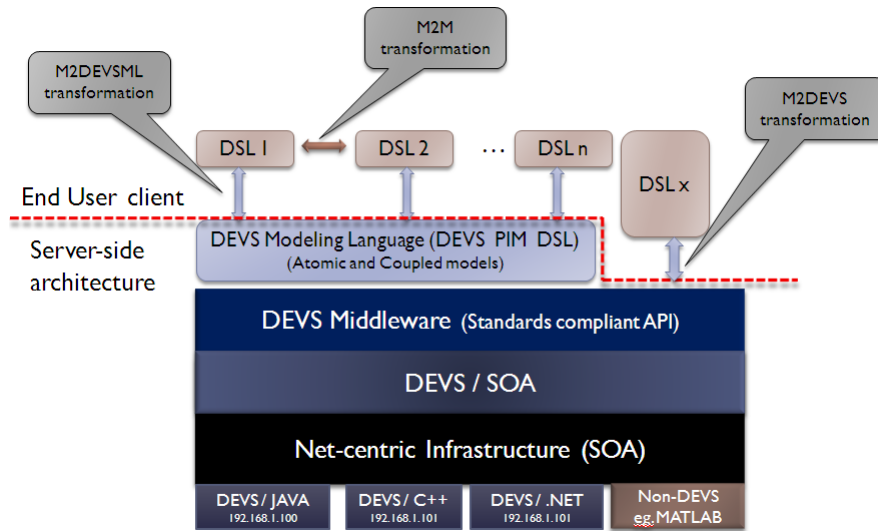 M2M
transformation
M2DEVSML
transformation
M2DEVS
transformation
DSL 1
DSL 2
...
DSL n
DSL x
End User client
Server-side
architecture
DEVS Modeling Language (DEVS PIM DSL)
(Atomic and Coupled models)
DEVS Middleware (Standards compliant API)
DEVS / SOA
Net-centric Infrastructure (SOA)
DEVS / JAVA
192.168.1.100
DEVS / C++
192.168.1.101
DEVS / .NET
192.168.1.101
Non-DEVS
eg. MATLAB